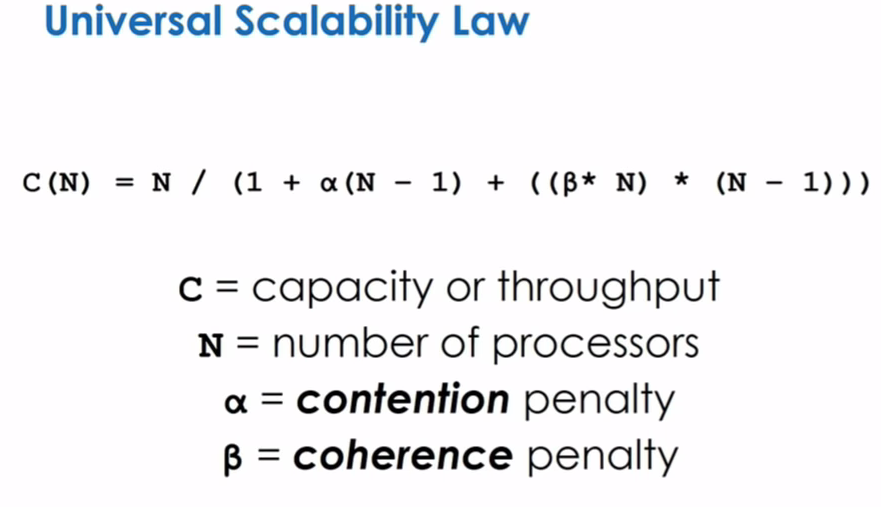 Universal Scalability Law
C(N) = N / (1 + α(N - 1) + ((β* N) * (N - 1)))
C = capacity or throughput
N = number of processors
α = contention penalty
β = coherence penalty